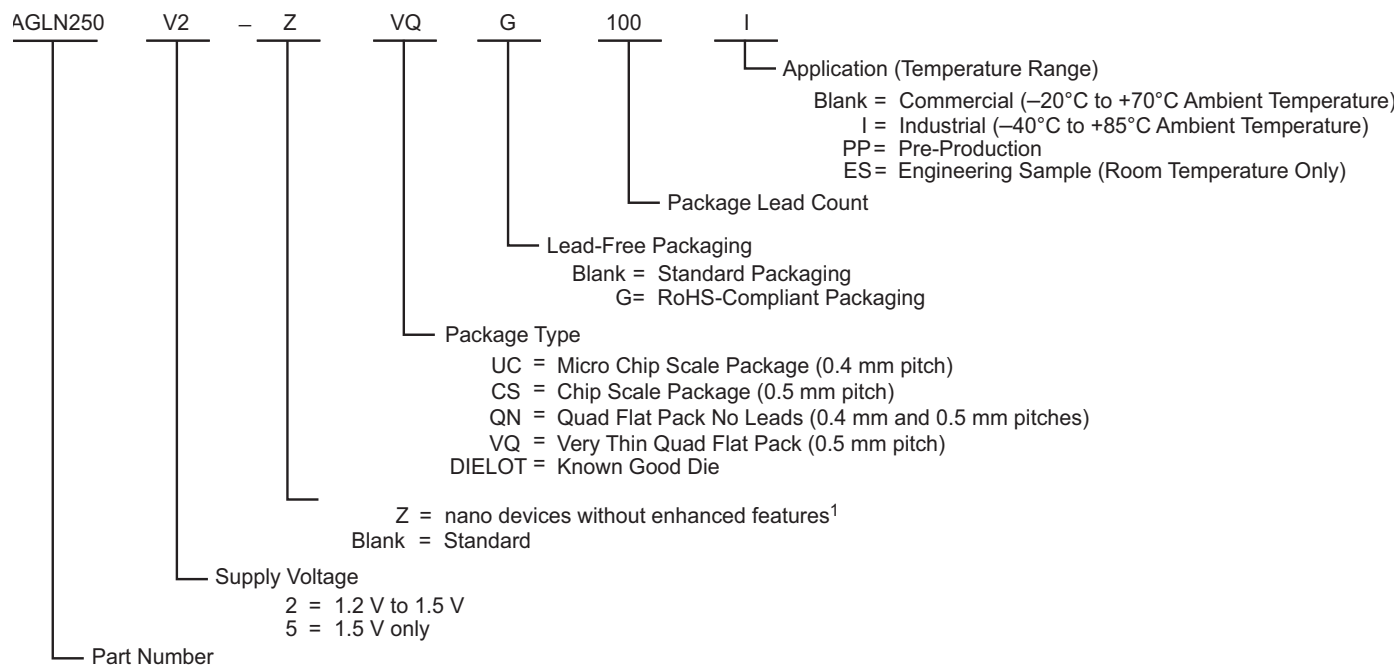 AGLN250 V2 – Z VQ G 100 I
Application (Temperature Range)
Blank = Commercial (–20°C to +70°C Ambient Temperature)
I = Industrial (–40°C to +85°C Ambient Temperature)
PP= Pre-Production
ES= Engineering Sample (Room Temperature Only)
Package Lead Count
Lead-Free Packaging
Blank = Standard Packaging
G= RoHS-Compliant Packaging
Package Type
UC = Micro Chip Scale Package (0.4 mm pitch)
CS = Chip Scale Package (0.5 mm pitch)
QN = Quad Flat Pack No Leads (0.4 mm and 0.5 mm pitches)
VQ = Very Thin Quad Flat Pack (0.5 mm pitch)
DIELOT = Known Good Die
Z = nano devices without enhanced features1
Blank = Standard
Supply Voltage
2 = 1.2 V to 1.5 V
5 = 1.5 V only
Part Number